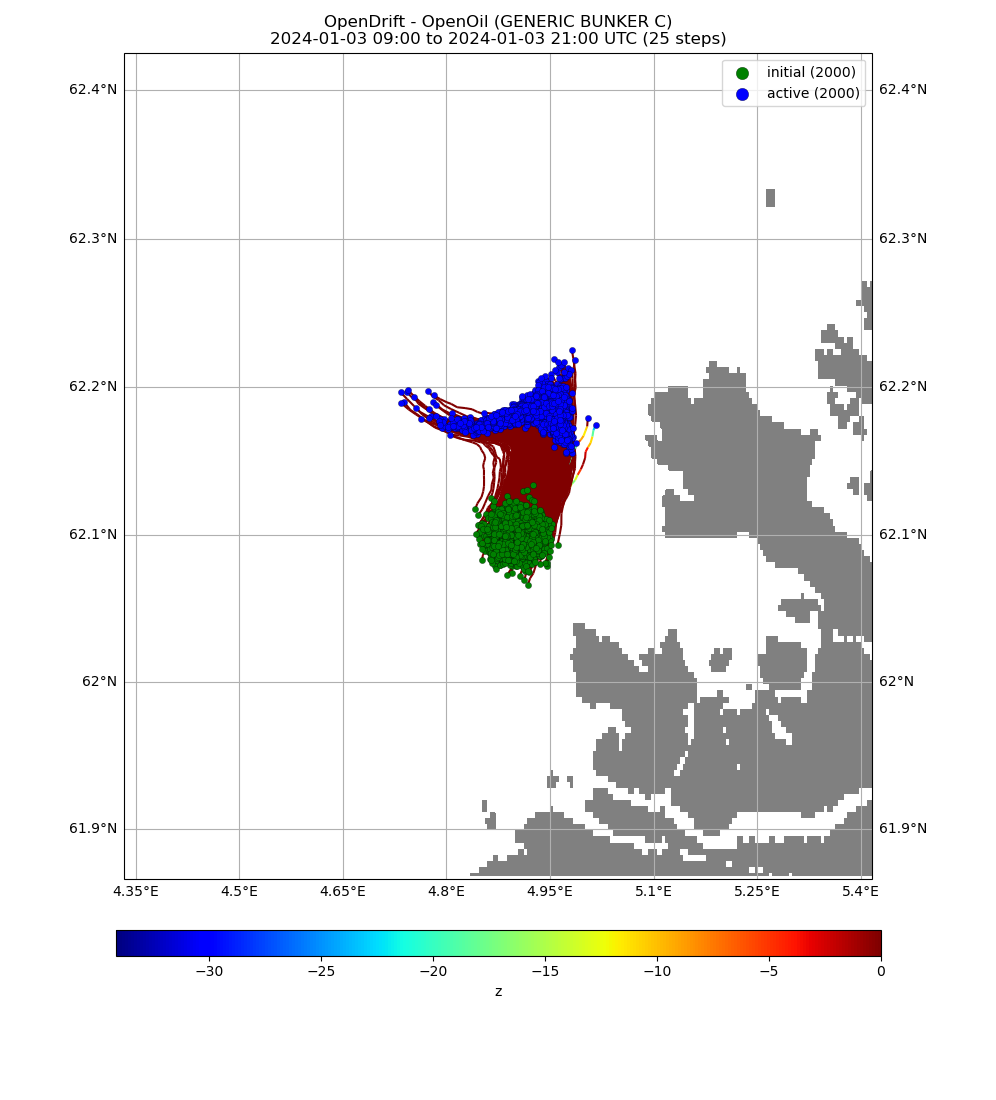 OpenDrift - OpenOil (GENERIC BUNKER C)
2024-01-03 09:00 to 2024-01-03 21:00 UTC (25 steps)
initial (2000)
active (2000)
62.4°N 62.4°N
62.3°N 62.3°N
62.2°N 62.2°N
62.1°N 62.1°N
62°N 62°N
61.9°N 61.9°N
4.35°E 4.5°E 4.65°E 4.8°E 4.95°E 5.1°E 5.25°E 5.4°E
−30 −25 −20 −15 −10 −5 0
z